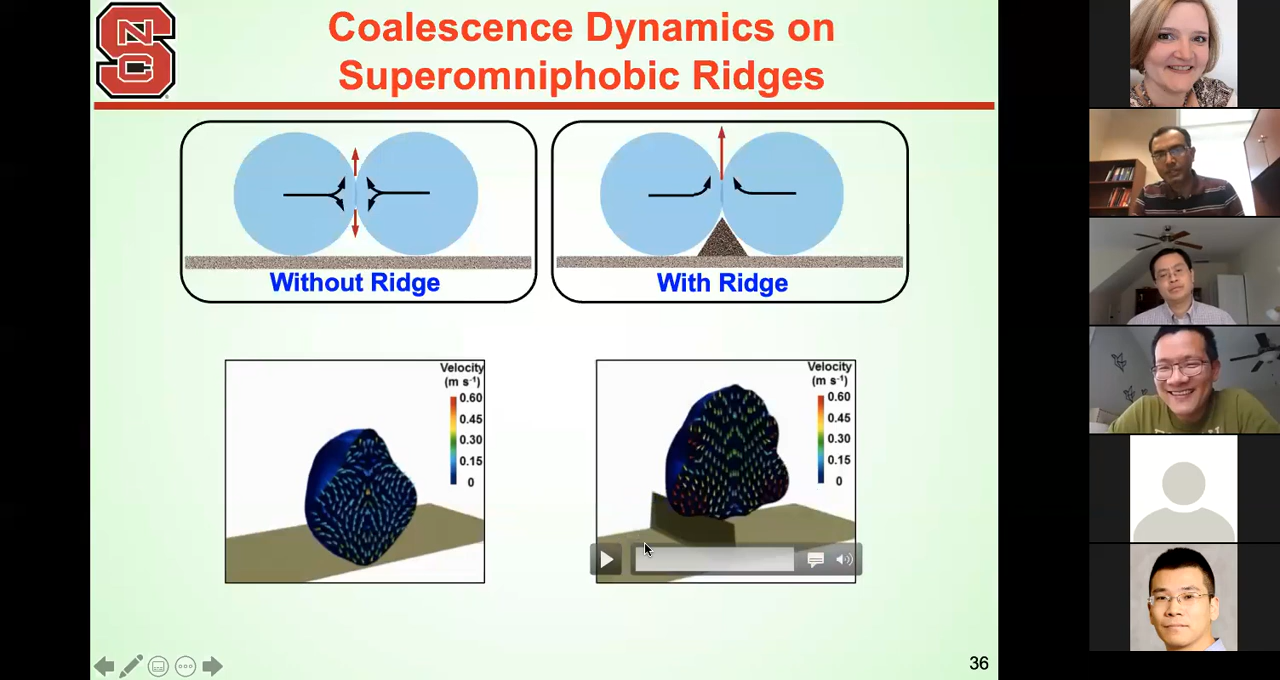 NC
S
Coalescence Dynamics on
Superomniphobic Ridges
Without Ridge
With Ridge
Velocity
(m s⁻¹)
0.60
0.45
0.30
0.15
0
Velocity
(m s⁻¹)
0.60
0.45
0.30
0.15
0
36